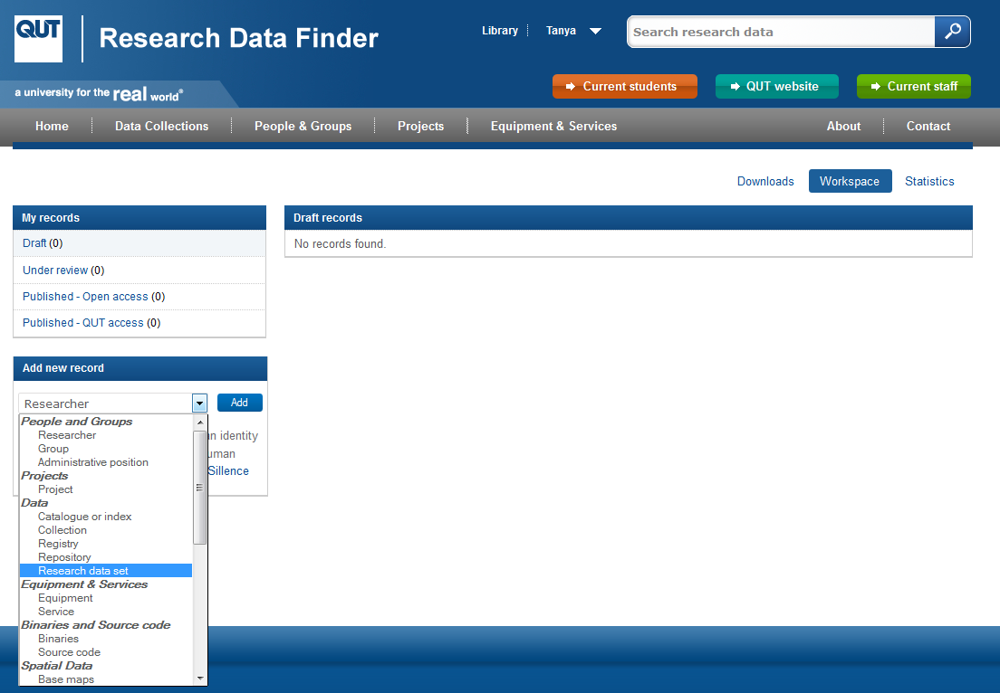 QUT
Research Data Finder
Library
Tanya
Search research data
a university for the real world®
Current students
QUT website
Current staff
Home
Data Collections
People & Groups
Projects
Equipment & Services
About
Contact
Downloads
Workspace
Statistics
My records
Draft (0)
Under review (0)
Published - Open access (0)
Published - QUT access (0)
Draft records
No records found.
Add new record
Researcher
Add
People and Groups
Researcher
Group
Administrative position
Projects
Project
Data
Catalogue or index
Collection
Registry
Repository
Research data set
Equipment & Services
Equipment
Service
Binaries and Source code
Binaries
Source code
Spatial Data
Base maps
identity
Sillence